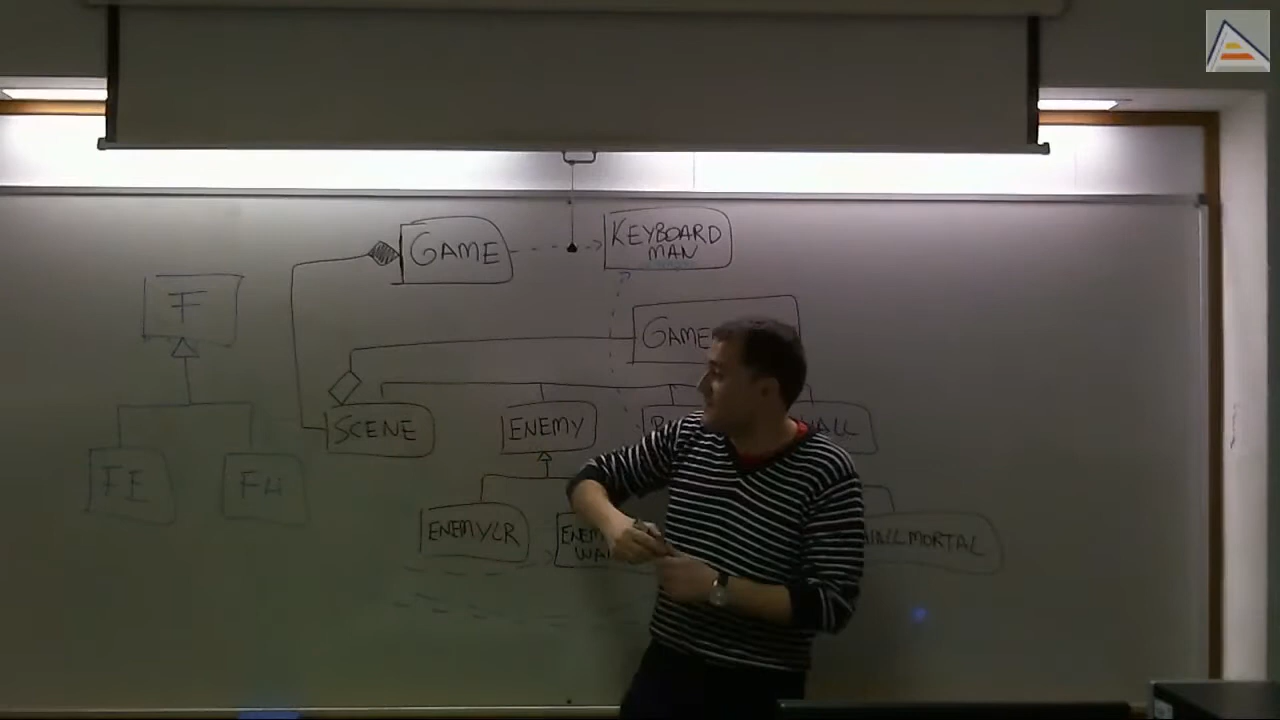 GAME
KEYBOARD
MAN
F
GAME
SCENE
ENEMY
WALL
FE
FH
ENEMYLR
WALLMORTAL